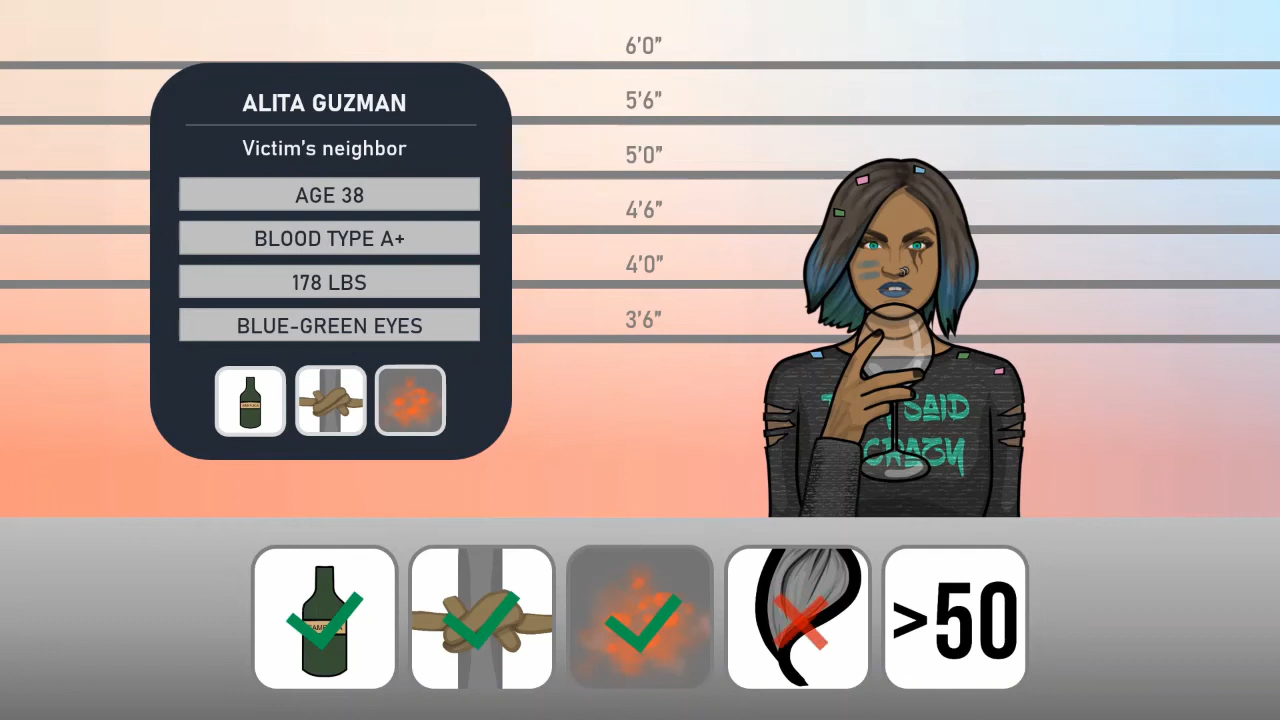 6'0”
5'6”
5'0”
4'6”
4'0”
3'6”
ALITA GUZMAN
Victim's neighbor
AGE 38
BLOOD TYPE A+
178 LBS
BLUE-GREEN EYES
SAID
CRAZY
>50